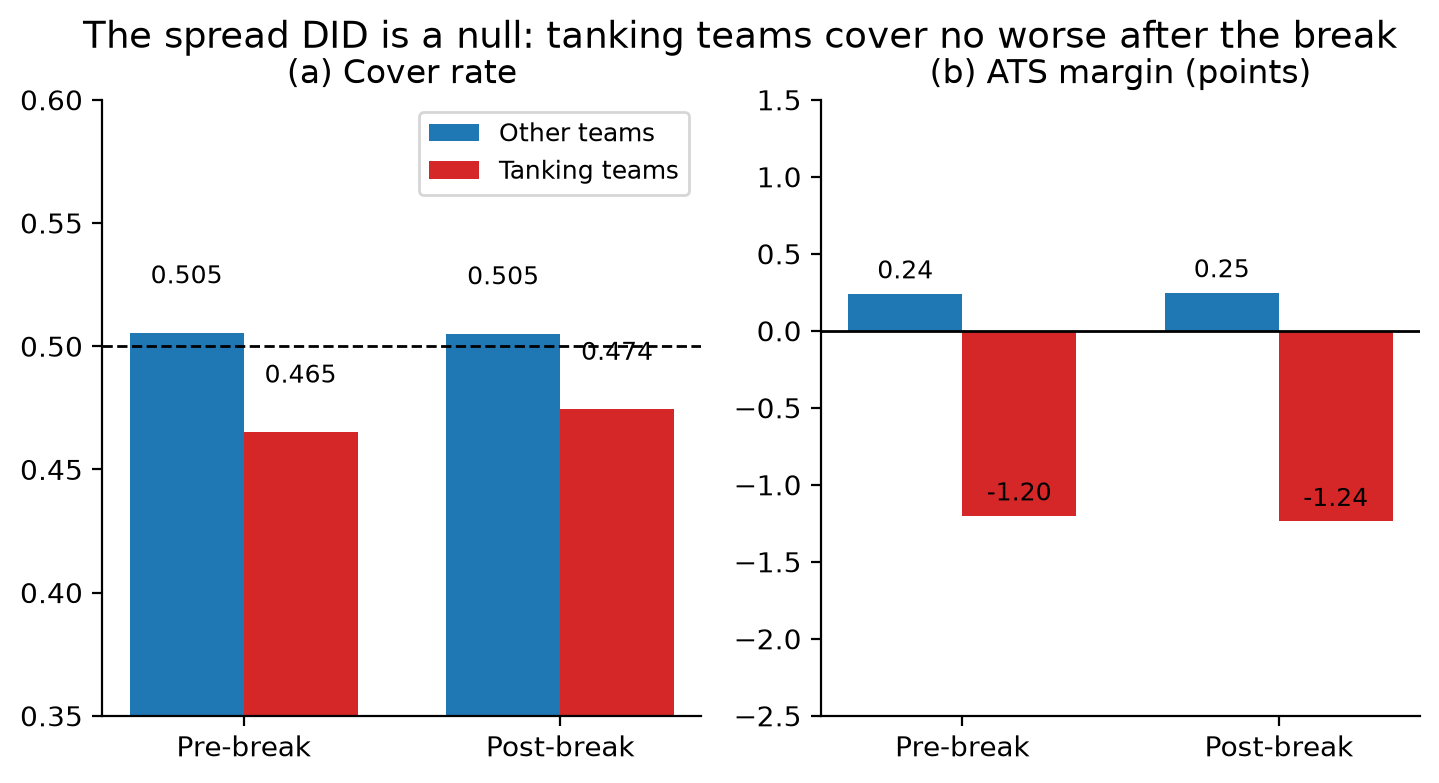 The spread DID is a null: tanking teams cover no worse after the break
(a) Cover rate
0.60
0.55
0.50
0.45
0.40
0.35
Other teams
Tanking teams
0.505
0.465
0.505
0.474
Pre-break
Post-break
(b) ATS margin (points)
1.5
1.0
0.5
0.0
−0.5
−1.0
−1.5
−2.0
−2.5
0.24
-1.20
0.25
-1.24
Pre-break
Post-break